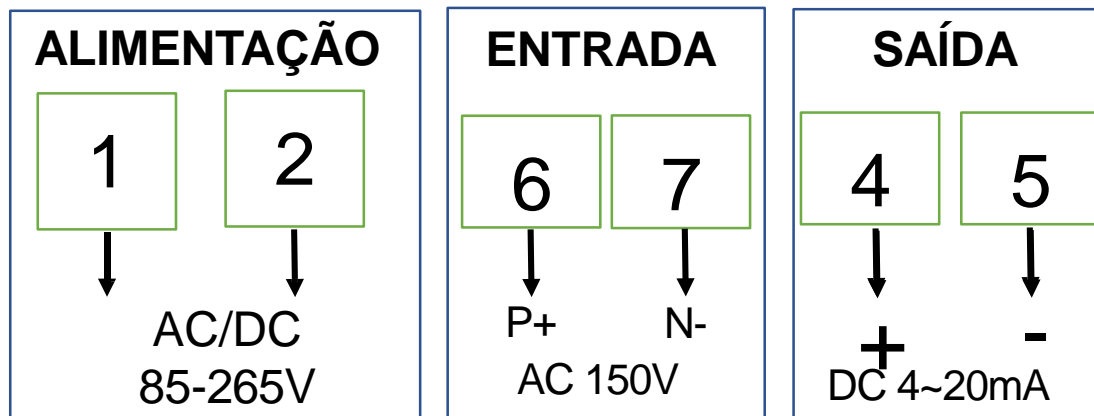 ALIMENTAÇÃO
1 2
AC/DC
85-265V
ENTRADA
6 7
P+ N-
AC 150V
SAÍDA
4 5
+ -
DC 4~20mA